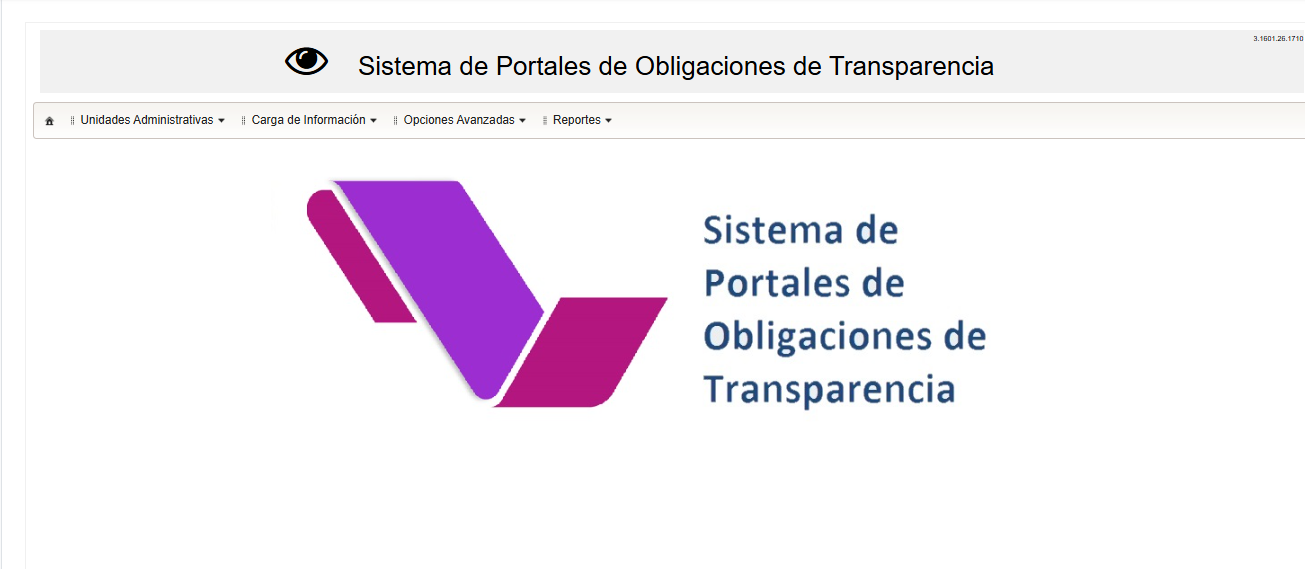 3.1601.26.1710
Sistema de Portales de Obligaciones de Transparencia
Unidades Administrativas Carga de Información Opciones Avanzadas Reportes
Sistema de
Portales de
Obligaciones de
Transparencia